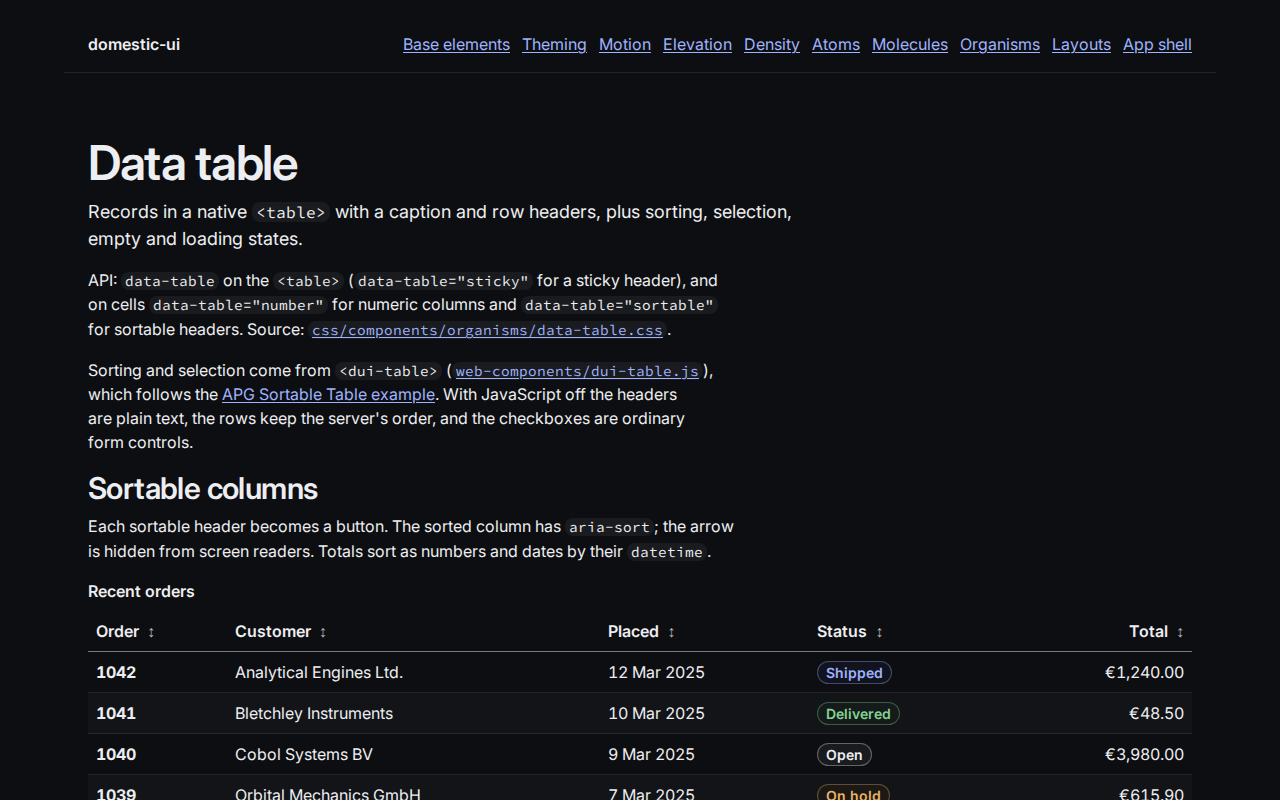 domestic-ui Base elements Theming Motion Elevation Density Atoms Molecules Organisms Layouts App shell
Data table
Records in a native <table> with a caption and row headers, plus sorting, selection,
empty and loading states.
API: data-table on the <table> ( data-table="sticky" for a sticky header), and
on cells data-table="number" for numeric columns and data-table="sortable"
for sortable headers. Source: css/components/organisms/data-table.css .
Sorting and selection come from <dui-table> ( web-components/dui-table.js ),
which follows the APG Sortable Table example. With JavaScript off the headers
are plain text, the rows keep the server's order, and the checkboxes are ordinary
form controls.
Sortable columns
Each sortable header becomes a button. The sorted column has aria-sort ; the arrow
is hidden from screen readers. Totals sort as numbers and dates by their datetime .
Recent orders
Order ↕ Customer ↕ Placed ↕ Status ↕ Total ↕
1042 Analytical Engines Ltd. 12 Mar 2025 Shipped €1,240.00
1041 Bletchley Instruments 10 Mar 2025 Delivered €48.50
1040 Cobol Systems BV 9 Mar 2025 Open €3,980.00
1039 Orbital Mechanics GmbH 7 Mar 2025 On hold €615.90